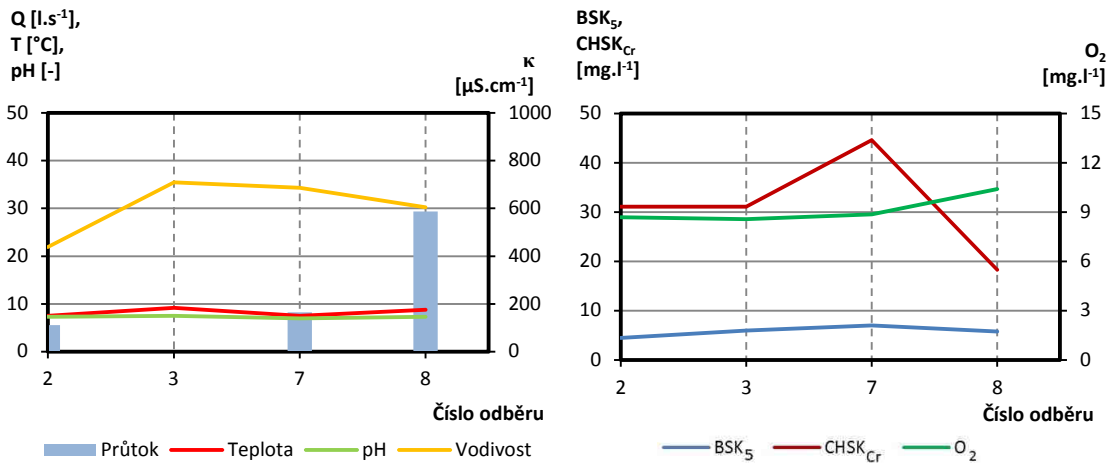 Q [l.s-1],
T [°C],
pH [-]
κ
[µS.cm-1]
50 1000
40 800
30 600
20 400
10 200
0 0
2 3 7 8
Číslo odběru
Průtok Teplota pH Vodivost
BSK5,
CHSKCr
[mg.l-1]
O2
[mg.l-1]
50 15
40 12
30 9
20 6
10 3
0 0
2 3 7 8
Číslo odběru
BSK5 CHSKCr O2